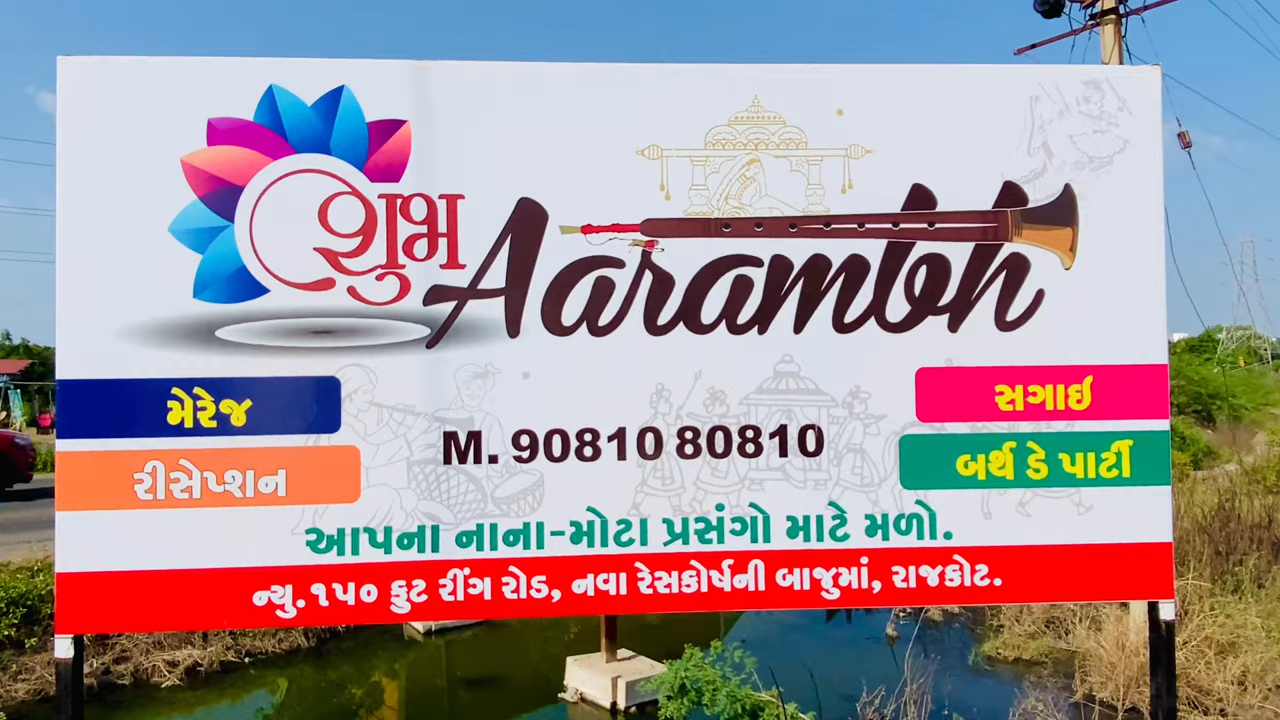 શુભ Aarambh
મેરેજ
સગાઇ
રીસેપ્શન
M. 90810 80810
બર્થ ડે પાર્ટી
આપના નાના-મોટા પ્રસંગો માટે મળો.
ન્યુ. ૧૫૦ ફુટ રીંગ રોડ, નવા રેસકોર્ષની બાજુમાં, રાજકોટ.